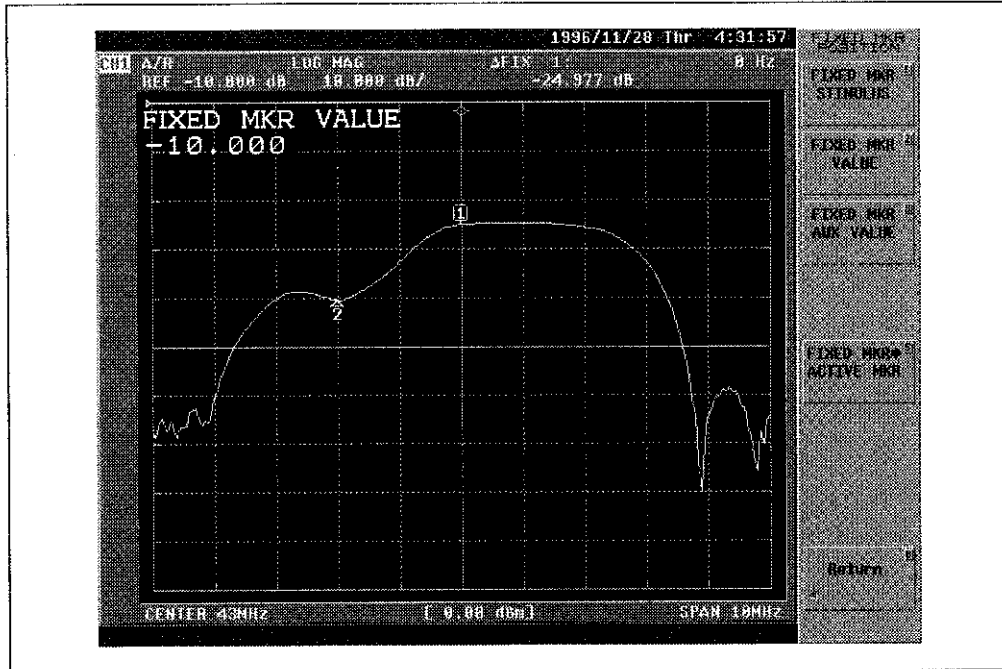 1996/11/28 Thr 4:31:57
CH1 A/R LOG MAG ΔFIX 1: 0 Hz
REF -10.000 dB 10.000 dB/ -24.977 dB
FIXED MKR VALUE
-10.000
1
2
CENTER 43MHz [ 0.00 dBm] SPAN 10MHz
FIXED MKR
POSITION
FIXED MKR
STIMULUS
FIXED MKR
VALUE
FIXED MKR
AUX VALUE
FIXED MKR→
ACTIVE MKR
Return